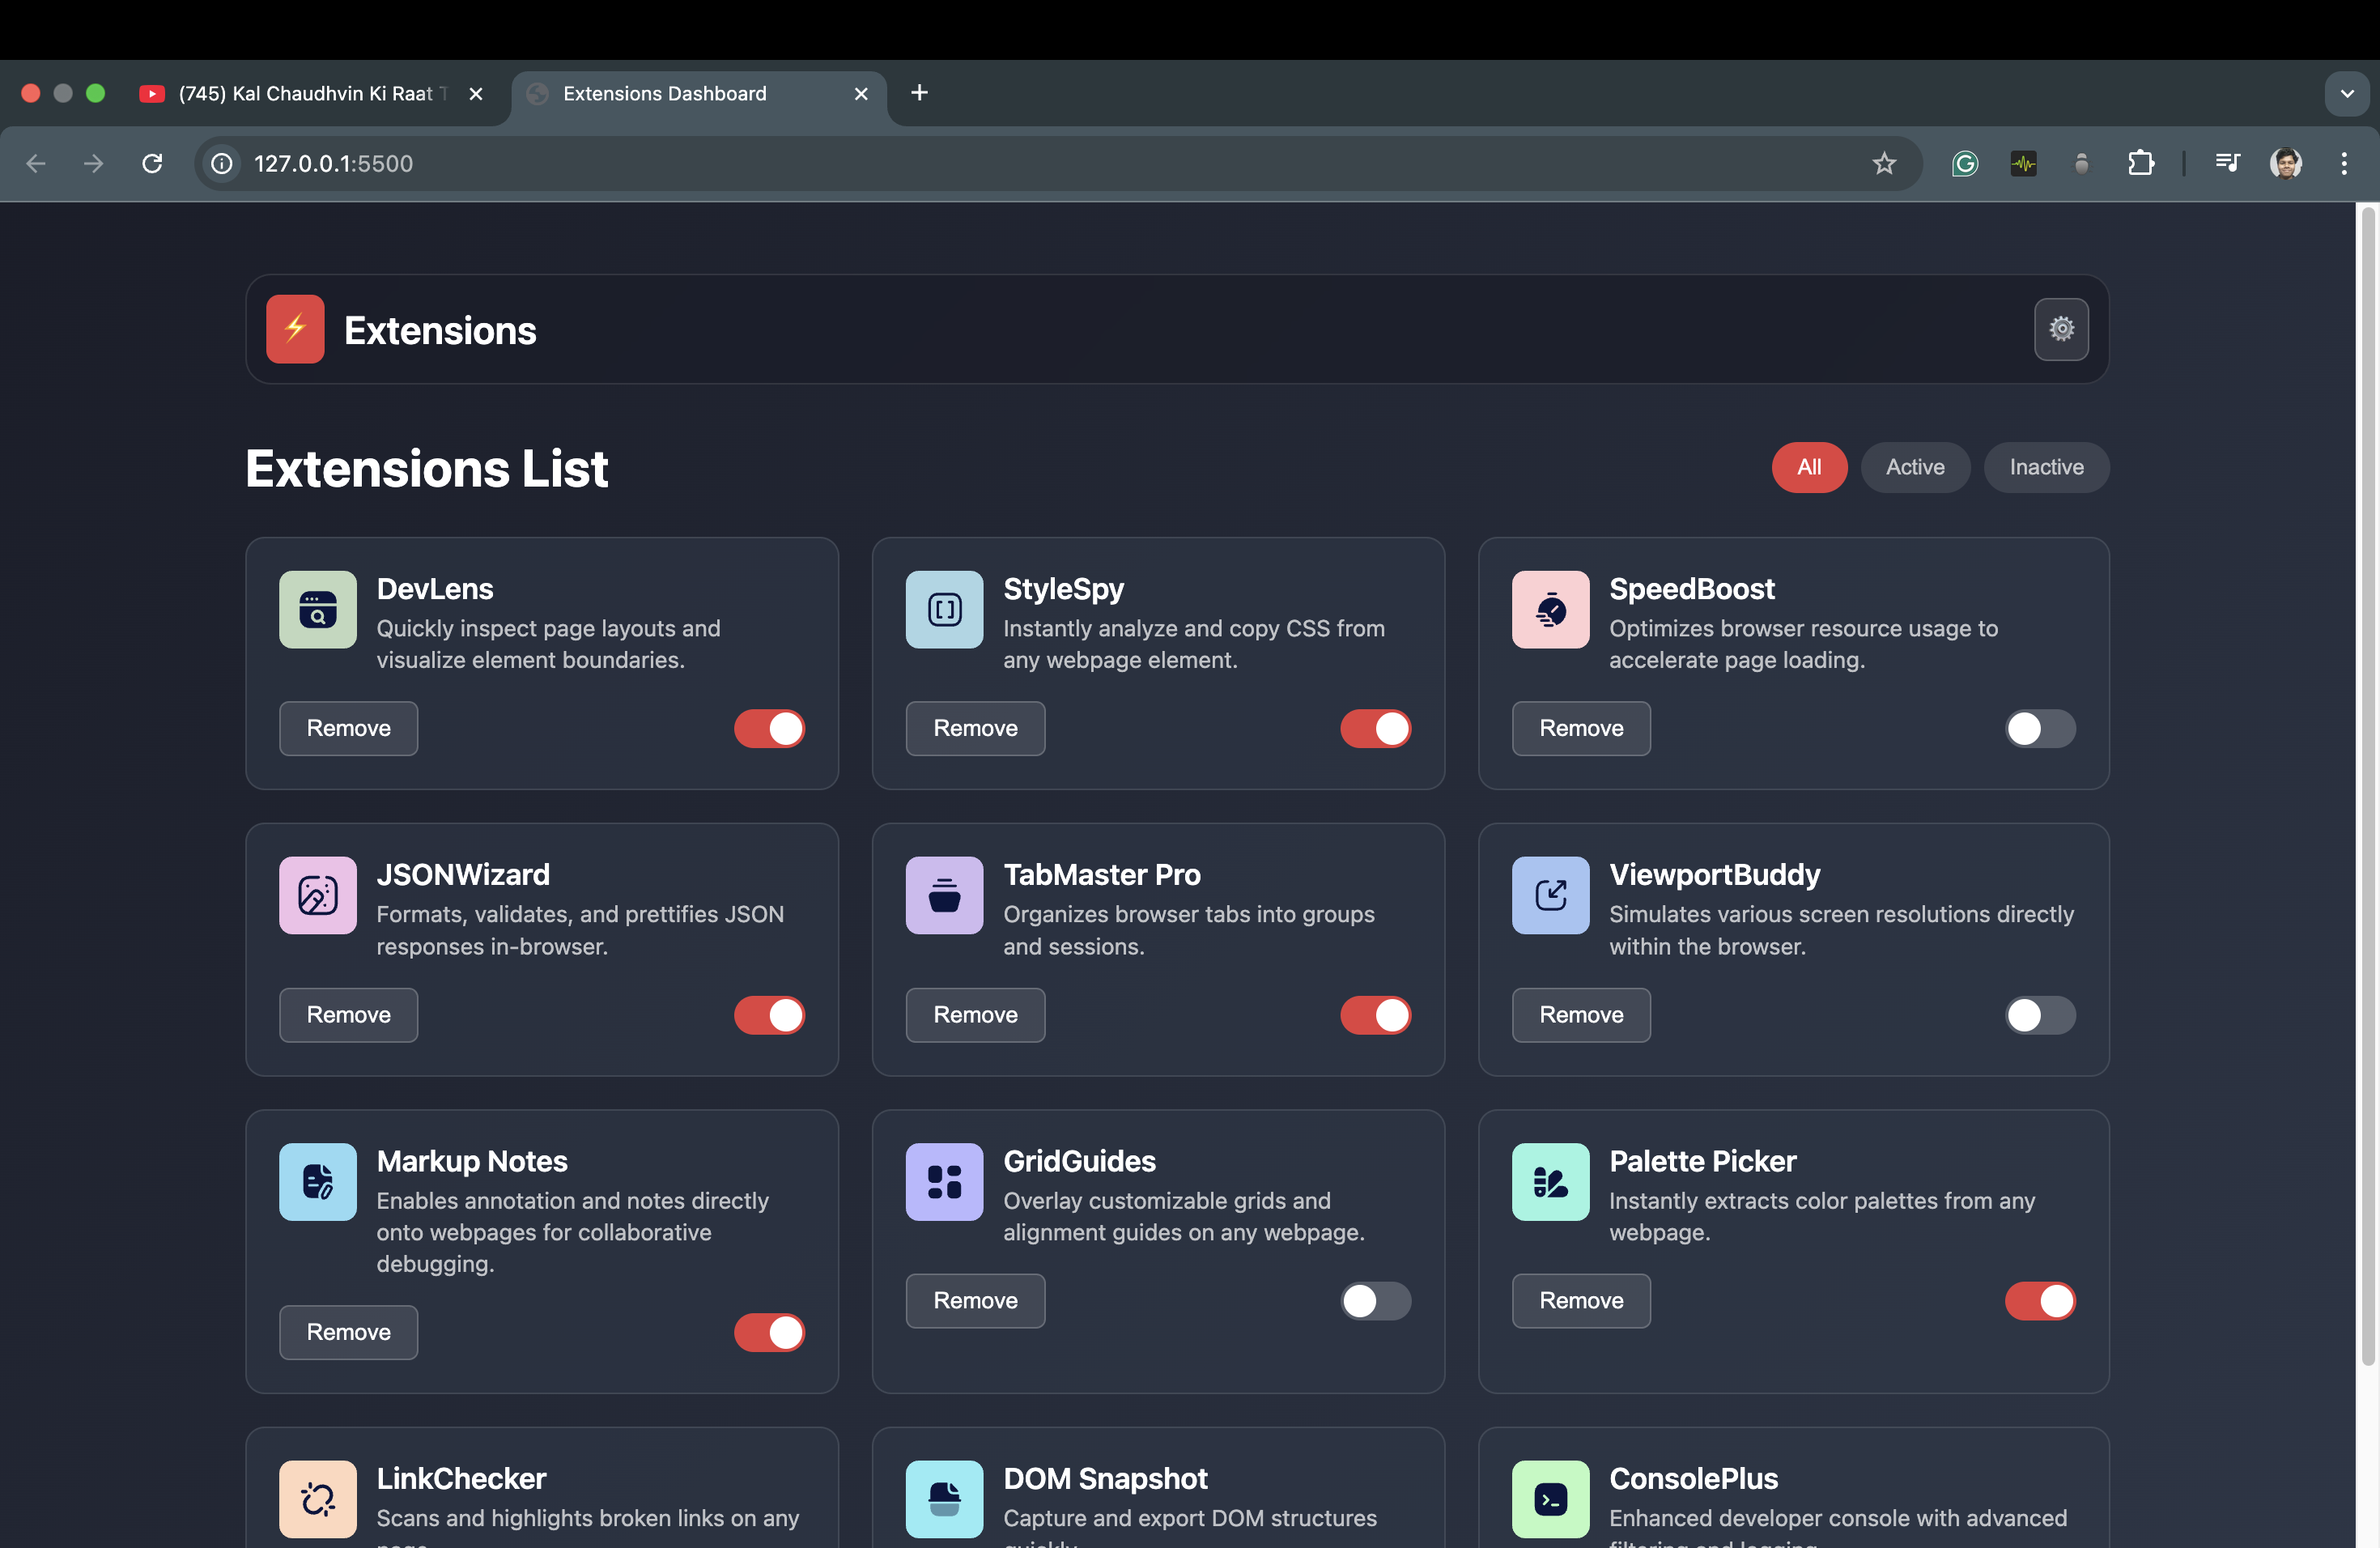 (745) Kal Chaudhvin Ki Raat
Extensions Dashboard
127.0.0.1:5500
Extensions
Extensions List
All
Active
Inactive
DevLens
Quickly inspect page layouts and
visualize element boundaries.
Remove
StyleSpy
Instantly analyze and copy CSS from
any webpage element.
Remove
SpeedBoost
Optimizes browser resource usage to
accelerate page loading.
Remove
JSONWizard
Formats, validates, and prettifies JSON
responses in-browser.
Remove
TabMaster Pro
Organizes browser tabs into groups
and sessions.
Remove
ViewportBuddy
Simulates various screen resolutions directly
within the browser.
Remove
Markup Notes
Enables annotation and notes directly
onto webpages for collaborative
debugging.
Remove
GridGuides
Overlay customizable grids and
alignment guides on any webpage.
Remove
Palette Picker
Instantly extracts color palettes from any
webpage.
Remove
LinkChecker
Scans and highlights broken links on any
DOM Snapshot
Capture and export DOM structures
quickly
ConsolePlus
Enhanced developer console with advanced
filtering and logging